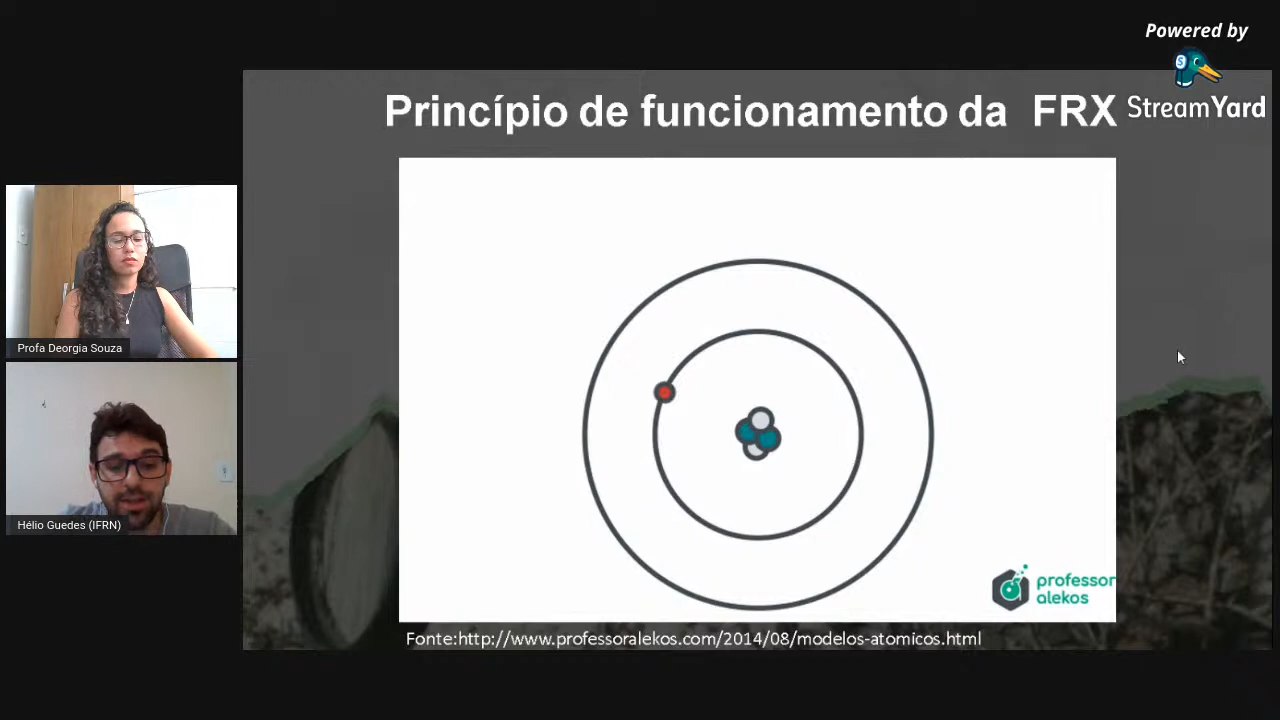 Powered by
StreamYard
Princípio de funcionamento da FRX
Profa Deorgia Souza
Hélio Guedes (IFRN)
professor
alekos
Fonte:http://www.professoralekos.com/2014/08/modelos-atomicos.html